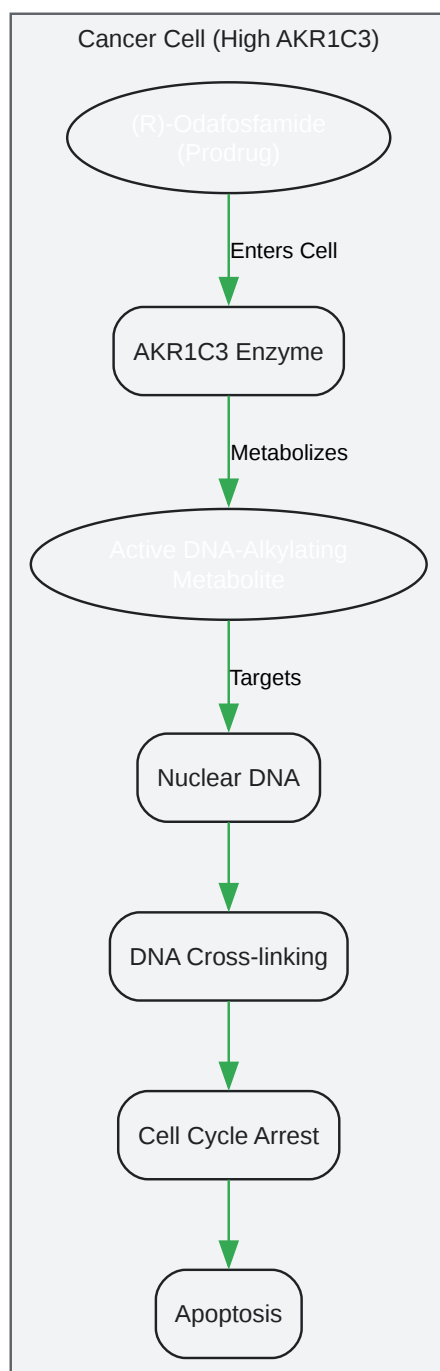 Cancer Cell (High AKR1C3)
(R)-Odafosfamide
(Prodrug)
Enters Cell
AKR1C3 Enzyme
Metabolizes
Active DNA-Alkylating
Metabolite
Targets
Nuclear DNA
DNA Cross-linking
Cell Cycle Arrest
Apoptosis